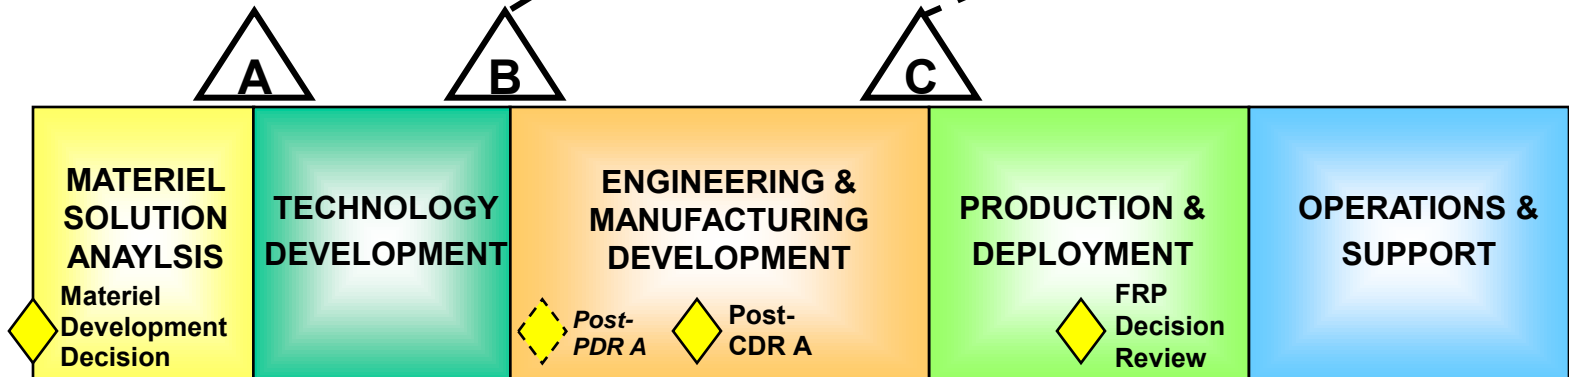 A
B
C
MATERIEL
SOLUTION
ANAYLSIS
TECHNOLOGY
DEVELOPMENT
ENGINEERING &
MANUFACTURING
DEVELOPMENT
PRODUCTION &
DEPLOYMENT
OPERATIONS &
SUPPORT
Materiel
Development
Decision
Post-
PDR A
Post-
CDR A
FRP
Decision
Review